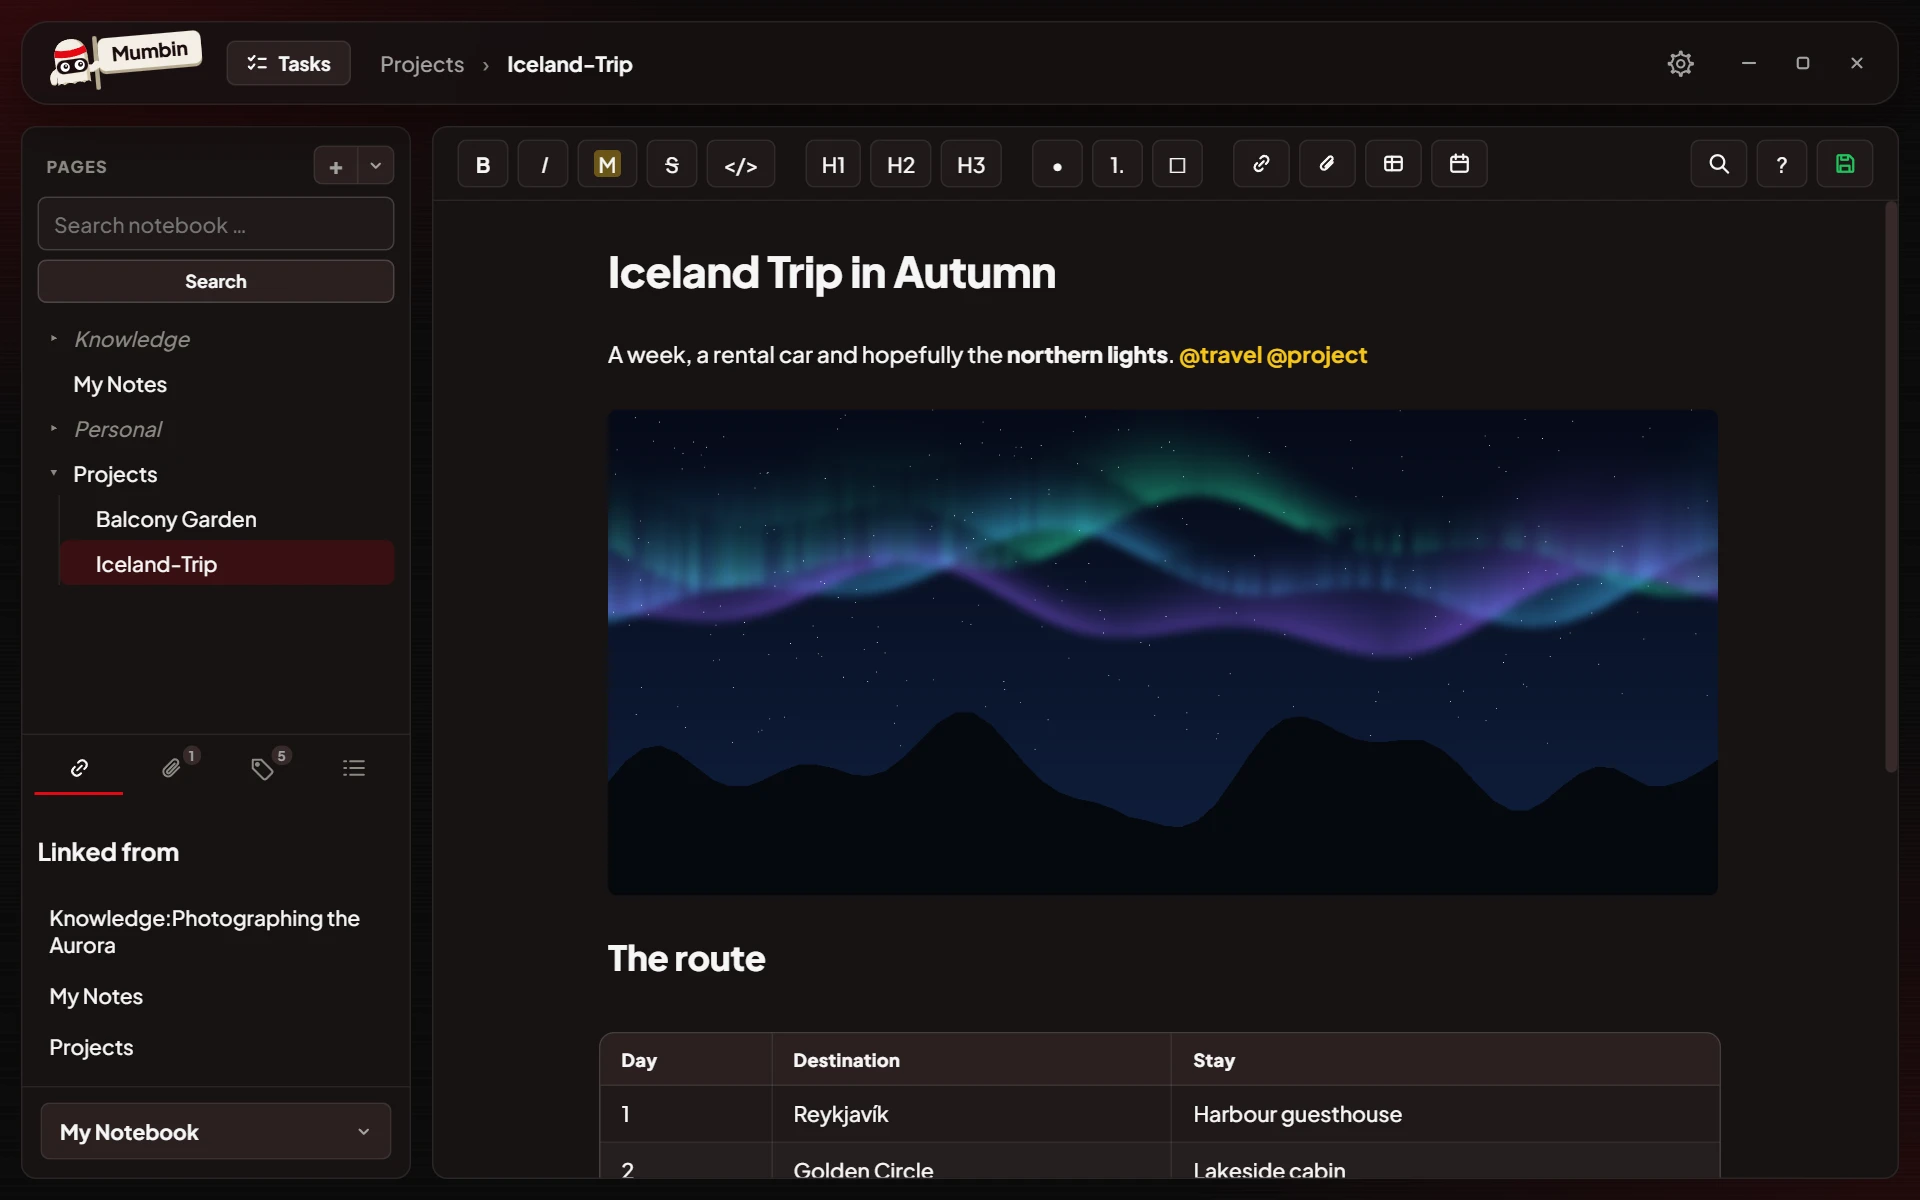 Mumbin
Tasks
Projects › Iceland-Trip
PAGES
+
Search notebook ...
Search
Knowledge
My Notes
Personal
Projects
Balcony Garden
Iceland-Trip
1
5
Linked from
Knowledge:Photographing the
Aurora
My Notes
Projects
My Notebook
B I M S </> H1 H2 H3 • 1. ?
Iceland Trip in Autumn
A week, a rental car and hopefully the northern lights. @travel @project
The route
Day Destination Stay
1 Reykjavík Harbour guesthouse
2 Golden Circle Lakeside cabin